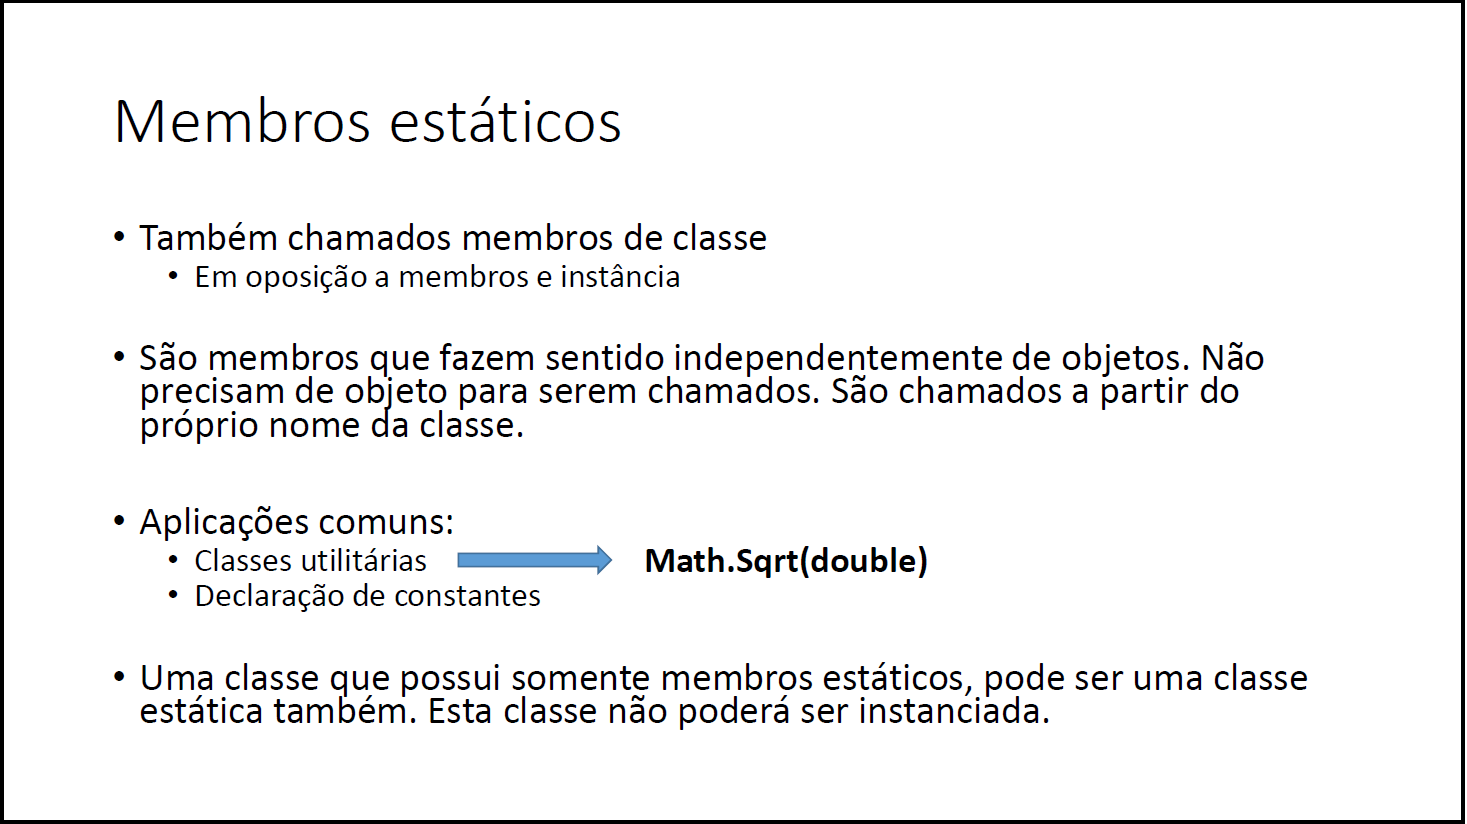 Membros estáticos
• Também chamados membros de classe
• Em oposição a membros e instância
• São membros que fazem sentido independentemente de objetos. Não
precisam de objeto para serem chamados. São chamados a partir do
próprio nome da classe.
• Aplicações comuns:
• Classes utilitárias Math.Sqrt(double)
• Declaração de constantes
• Uma classe que possui somente membros estáticos, pode ser uma classe
estática também. Esta classe não poderá ser instanciada.